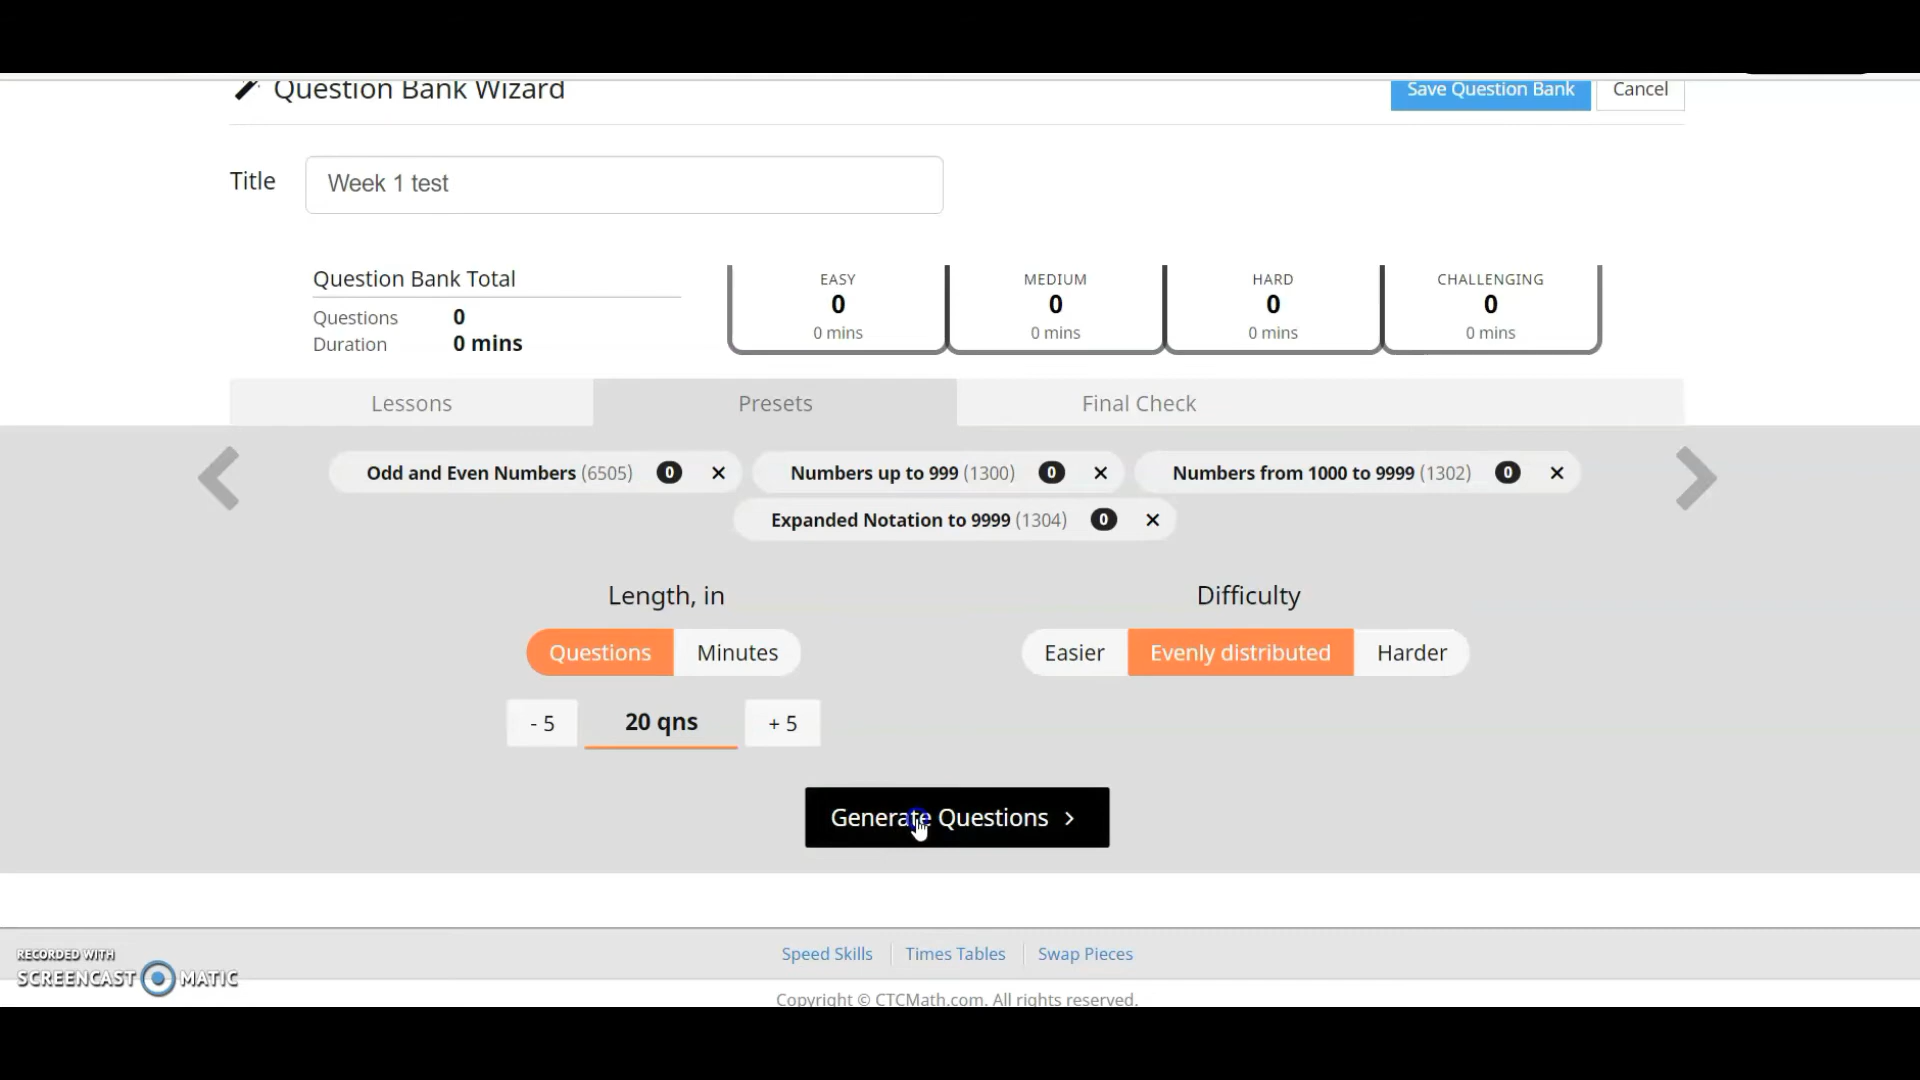 Question Bank Wizard
Save Question Bank
Cancel
Title
Week 1 test
Question Bank Total
Questions 0
Duration 0 mins
EASY
0
0 mins
MEDIUM
0
0 mins
HARD
0
0 mins
CHALLENGING
0
0 mins
Lessons
Presets
Final Check
Odd and Even Numbers (6505) 0 ×
Numbers up to 999 (1300) 0 ×
Numbers from 1000 to 9999 (1302) 0 ×
Expanded Notation to 9999 (1304) 0 ×
Length, in
Questions Minutes
- 5 20 qns + 5
Difficulty
Easier Evenly distributed Harder
Generate Questions >
RECORDED WITH
SCREENCAST MATIC
Speed Skills
Times Tables
Swap Pieces
Copyright © CTCMath.com. All rights reserved.